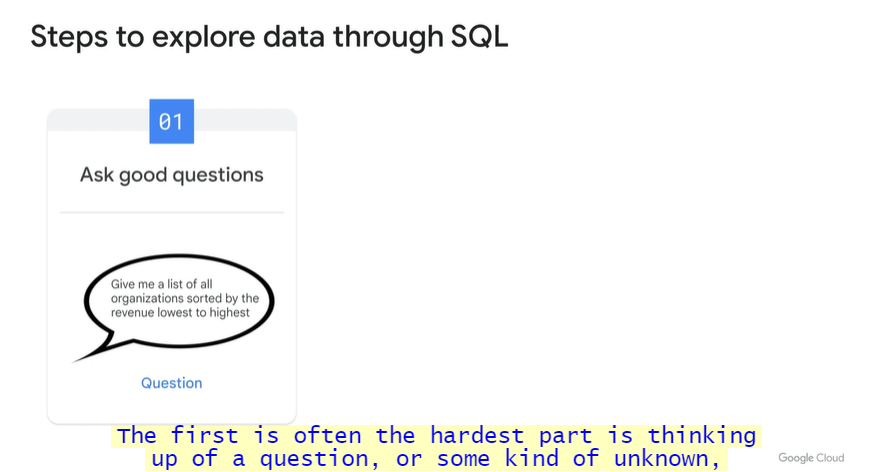 Steps to explore data through SQL
01
Ask good questions
Give me a list of all
organizations sorted by the
revenue lowest to highest
Question
The first is often the hardest part is thinking
up of a question, or some kind of unknown,
Google Cloud